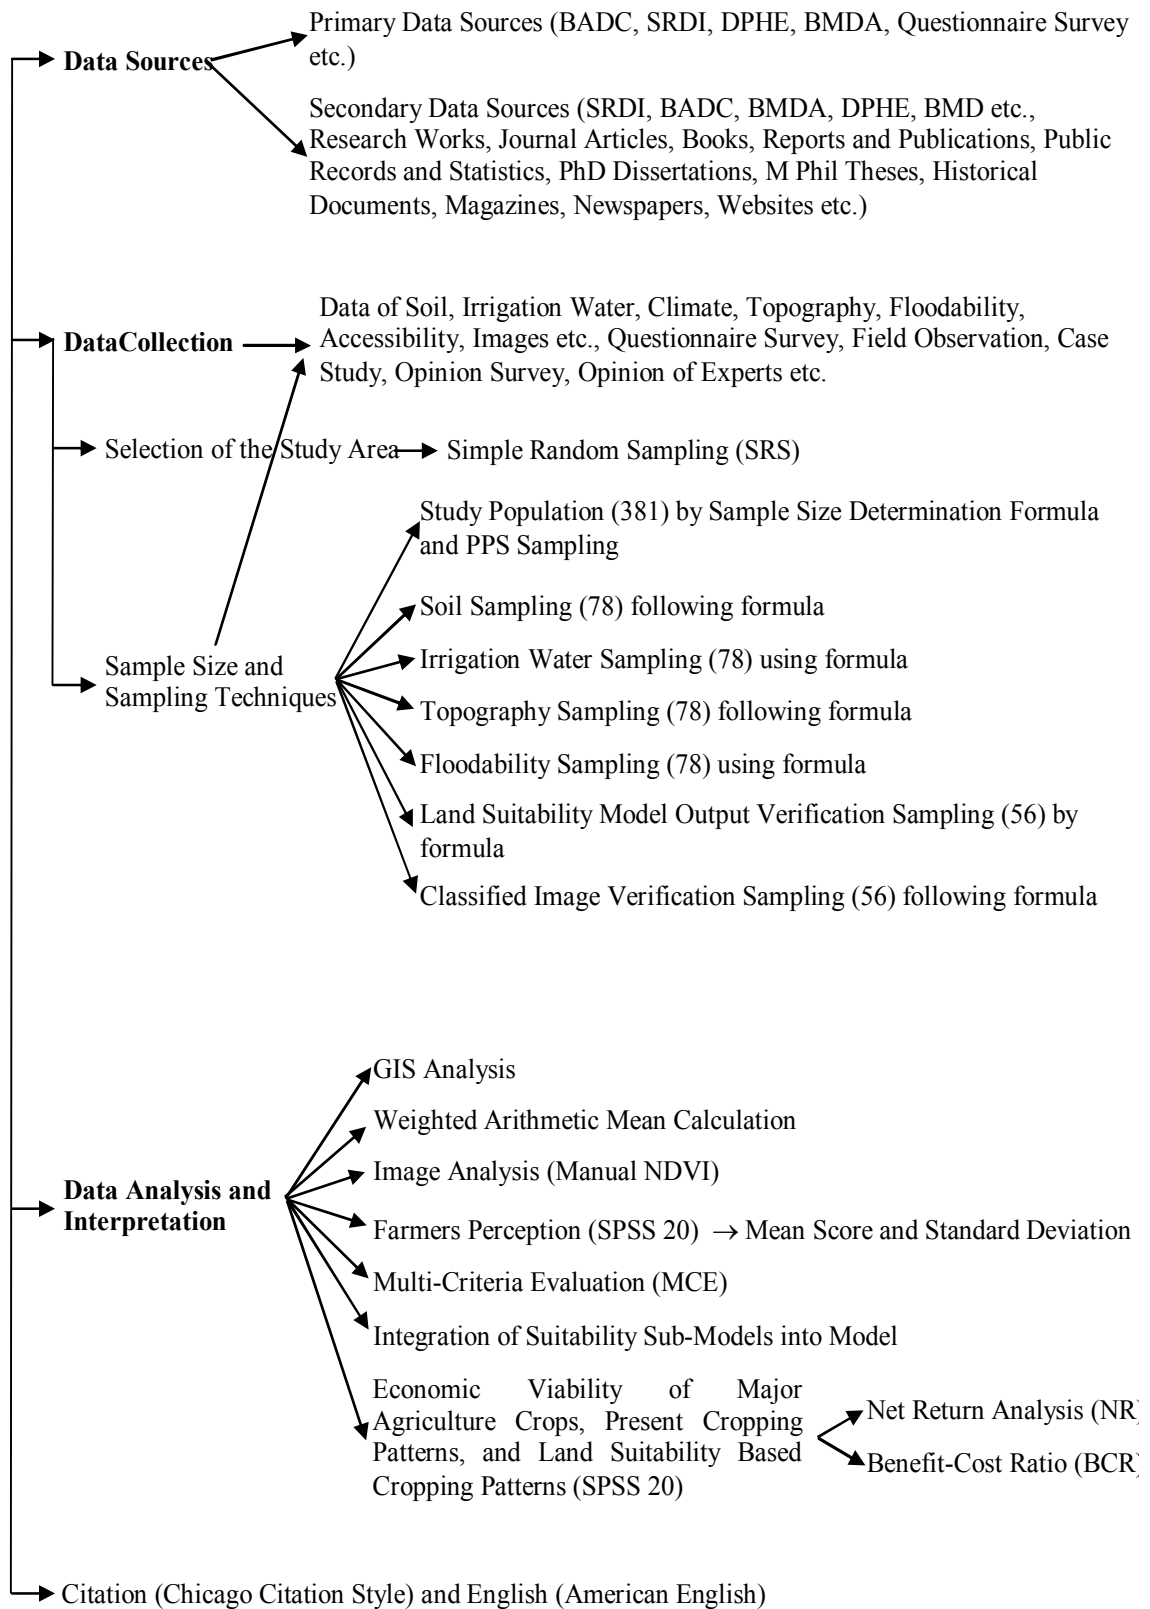 Primary Data Sources (BADC, SRDI, DPHE, BMDA, Questionnaire Survey
etc.)
Data Sources
Secondary Data Sources (SRDI, BADC, BMDA, DPHE, BMD etc.,
Research Works, Journal Articles, Books, Reports and Publications, Public
Records and Statistics, PhD Dissertations, M Phil Theses, Historical
Documents, Magazines, Newspapers, Websites etc.)
DataCollection
Data of Soil, Irrigation Water, Climate, Topography, Floodability,
Accessibility, Images etc., Questionnaire Survey, Field Observation, Case
Study, Opinion Survey, Opinion of Experts etc.
Selection of the Study Area
Simple Random Sampling (SRS)
Sample Size and
Sampling Techniques
Study Population (381) by Sample Size Determination Formula
and PPS Sampling
Soil Sampling (78) following formula
Irrigation Water Sampling (78) using formula
Topography Sampling (78) following formula
Floodability Sampling (78) using formula
Land Suitability Model Output Verification Sampling (56) by
formula
Classified Image Verification Sampling (56) following formula
Data Analysis and
Interpretation
GIS Analysis
Weighted Arithmetic Mean Calculation
Image Analysis (Manual NDVI)
Farmers Perception (SPSS 20) → Mean Score and Standard Deviation
Multi-Criteria Evaluation (MCE)
Integration of Suitability Sub-Models into Model
Economic Viability of Major
Agriculture Crops, Present Cropping
Patterns, and Land Suitability Based
Cropping Patterns (SPSS 20)
Net Return Analysis (NR)
Benefit-Cost Ratio (BCR)
Citation (Chicago Citation Style) and English (American English)